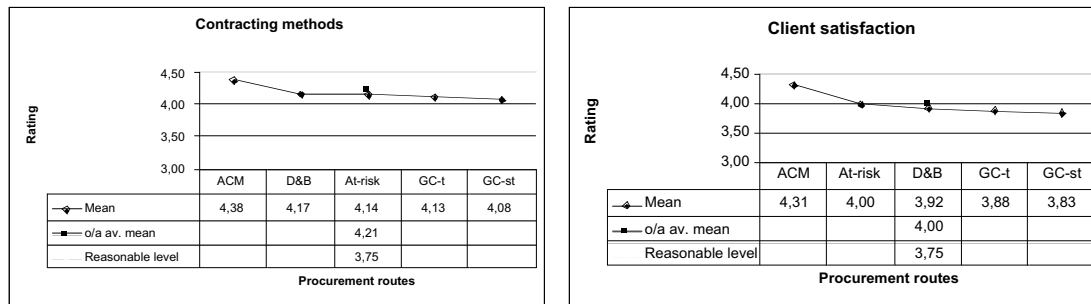 Contracting methods
Rating
4,50
4,00
3,50
3,00
ACM D&B At-risk GC-t GC-st
Mean 4,38 4,17 4,14 4,13 4,08
o/a av. mean 4,21
Reasonable level 3,75
Procurement routes
Client satisfaction
Rating
4,50
4,00
3,50
3,00
ACM At-risk D&B GC-t GC-st
Mean 4,31 4,00 3,92 3,88 3,83
o/a av. mean 4,00
Reasonable level 3,75
Procurement routes